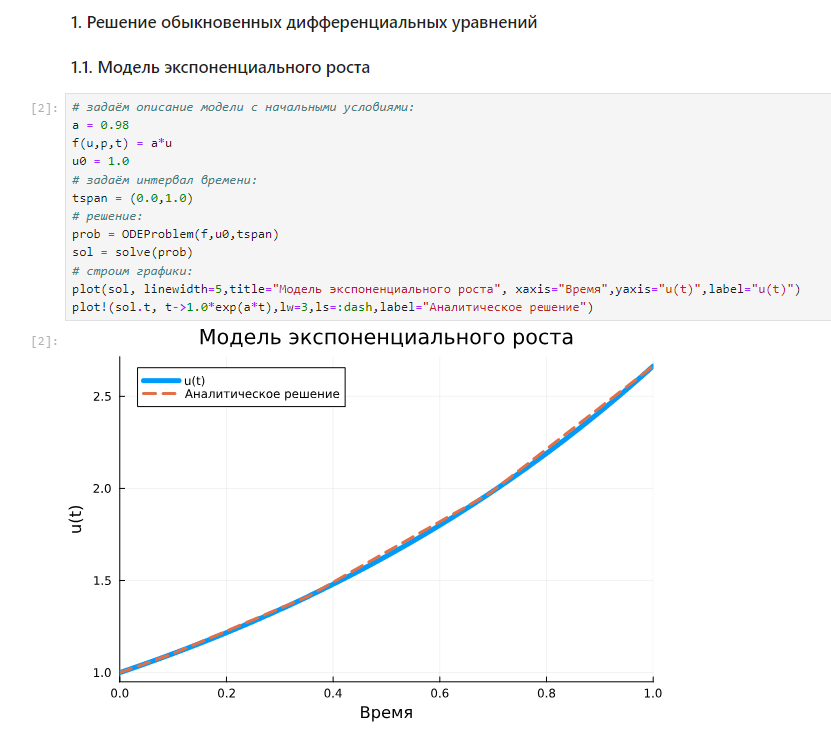 1. Решение обыкновенных дифференциальных уравнений
1.1. Модель экспоненциального роста
[2]:
# задаём описание модели с начальными условиями:
a = 0.98
f(u,p,t) = a*u
u0 = 1.0
# задаём интервал времени:
tspan = (0.0,1.0)
# решение:
prob = ODEProblem(f,u0,tspan)
sol = solve(prob)
# строим графики:
plot(sol, linewidth=5,title="Модель экспоненциального роста", xaxis="Время",yaxis="u(t)",label="u(t)")
plot!(sol.t, t->1.0*exp(a*t),lw=3,ls=:dash,label="Аналитическое решение")
[2]:
Модель экспоненциального роста
u(t)
Аналитическое решение
2.5
2.0
1.5
1.0
u(t)
0.0 0.2 0.4 0.6 0.8 1.0
Время